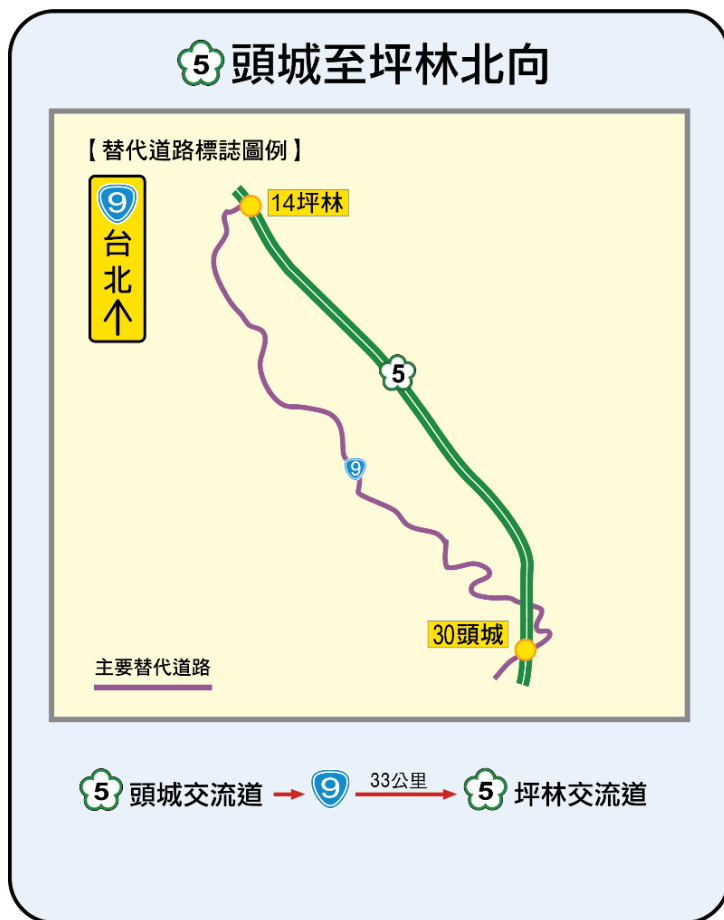 5 頭城至坪林北向
【替代道路標誌圖例】
9
台
北
14坪林
5
9
30頭城
主要替代道路
5 頭城交流道 → 9 33公里 → 5 坪林交流道